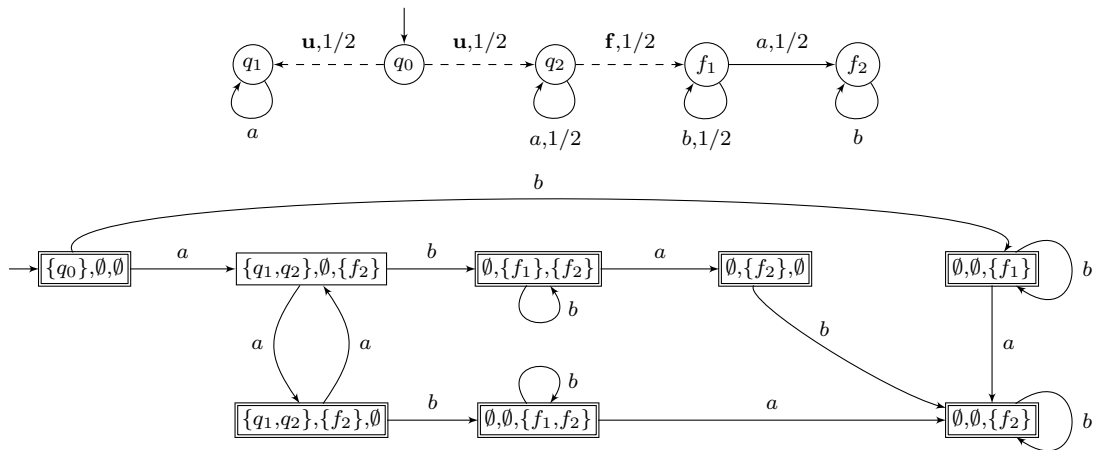 u,1/2 u,1/2 f,1/2 a,1/2
q₁ q₀ q₂ f₁ f₂
a a,1/2 b,1/2 b
b
{q₀},∅,∅ a {q₁,q₂},∅,{f₂} b ∅,{f₁},{f₂} a ∅,{f₂},∅ ∅,∅,{f₁} b
b
a a b a
b
{q₁,q₂},{f₂},∅ b ∅,∅,{f₁,f₂} a ∅,∅,{f₂} b